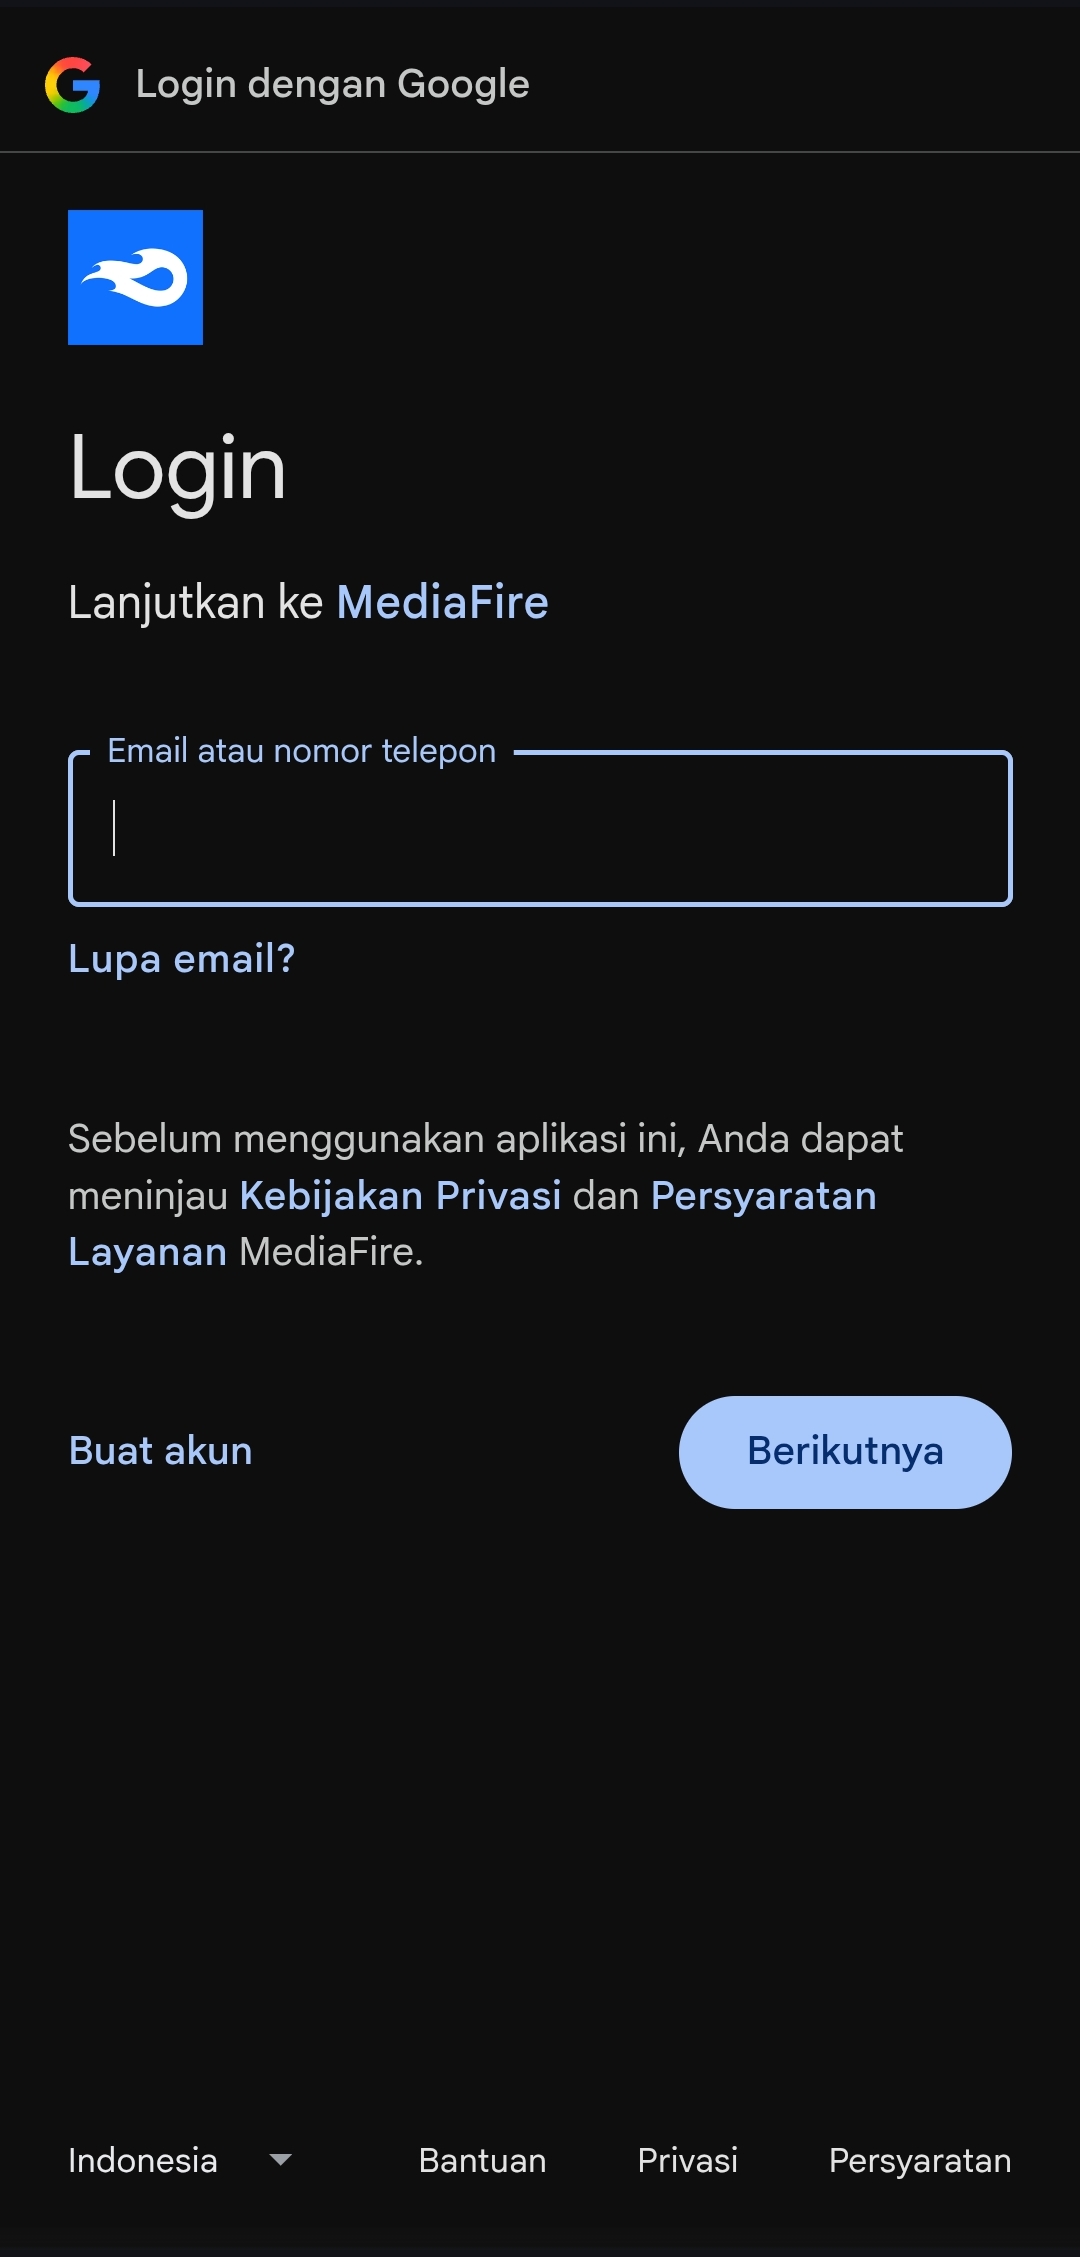 Login dengan Google
Login
Lanjutkan ke MediaFire
Email atau nomor telepon
Lupa email?
Sebelum menggunakan aplikasi ini, Anda dapat
meninjau Kebijakan Privasi dan Persyaratan
Layanan MediaFire.
Buat akun Berikutnya
Indonesia Bantuan Privasi Persyaratan